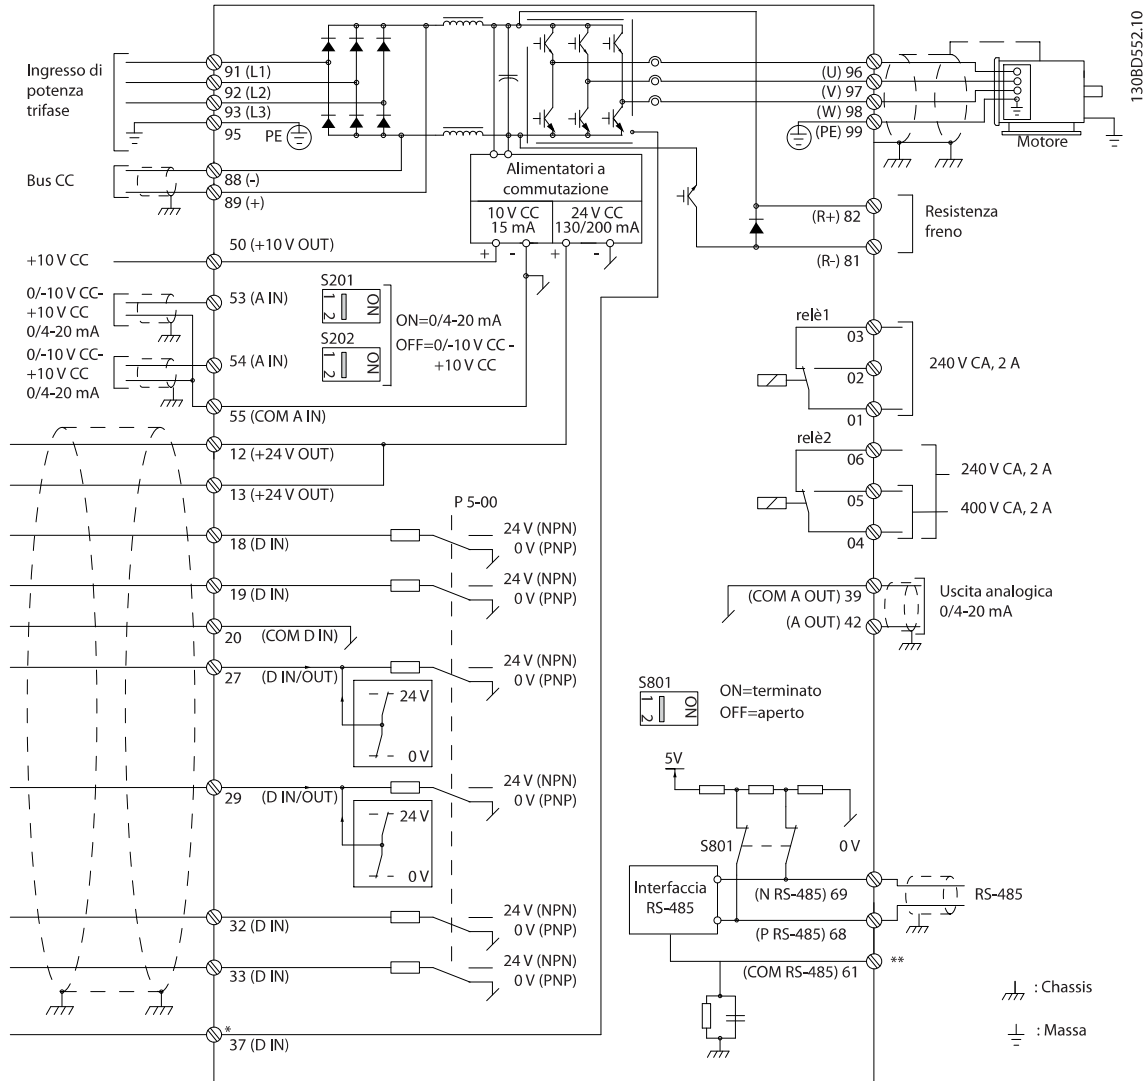 130BD552.10
Ingresso di
potenza
trifase
91 (L1)
92 (L2)
93 (L3)
95
PE
Bus CC
88 (-)
89 (+)
+10 V CC
50 (+10 V OUT)
0/-10 V CC-
+10 V CC
0/4-20 mA
53 (A IN)
0/-10 V CC-
+10 V CC
0/4-20 mA
54 (A IN)
55 (COM A IN)
12 (+24 V OUT)
13 (+24 V OUT)
18 (D IN)
19 (D IN)
20 (COM D IN)
27 (D IN/OUT)
24 V
0 V
29 (D IN/OUT)
24 V
0 V
32 (D IN)
33 (D IN)
*
37 (D IN)
Alimentatori a
commutazione
10 V CC
15 mA
24 V CC
130/200 mA
+ - + -
S201
1 2 ON
S202
1 2 ON
ON=0/4-20 mA
OFF=0/-10 V CC -
+10 V CC
P 5-00
24 V (NPN)
0 V (PNP)
24 V (NPN)
0 V (PNP)
24 V (NPN)
0 V (PNP)
24 V (NPN)
0 V (PNP)
24 V (NPN)
0 V (PNP)
24 V (NPN)
0 V (PNP)
(U) 96
(V) 97
(W) 98
(PE) 99
Motore
(R+) 82
(R-) 81
Resistenza
freno
relè1
03
02
01
240 V CA, 2 A
relè2
06
05
04
240 V CA, 2 A
400 V CA, 2 A
(COM A OUT) 39
(A OUT) 42
Uscita analogica
0/4-20 mA
S801
1 2 ON
ON=terminato
OFF=aperto
5V
S801
0 V
Interfaccia
RS-485
(N RS-485) 69
(P RS-485) 68
(COM RS-485) 61
RS-485
**
: Chassis
: Massa